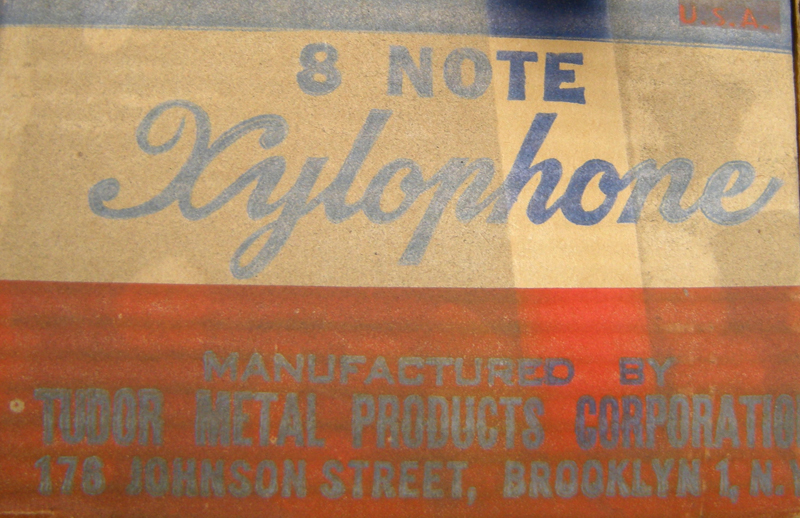 U.S.A.
8 NOTE
Xylophone
MANUFACTURED BY
TUDOR METAL PRODUCTS CORPORATIO
178 JOHNSON STREET, BROOKLYN 1, N.Y